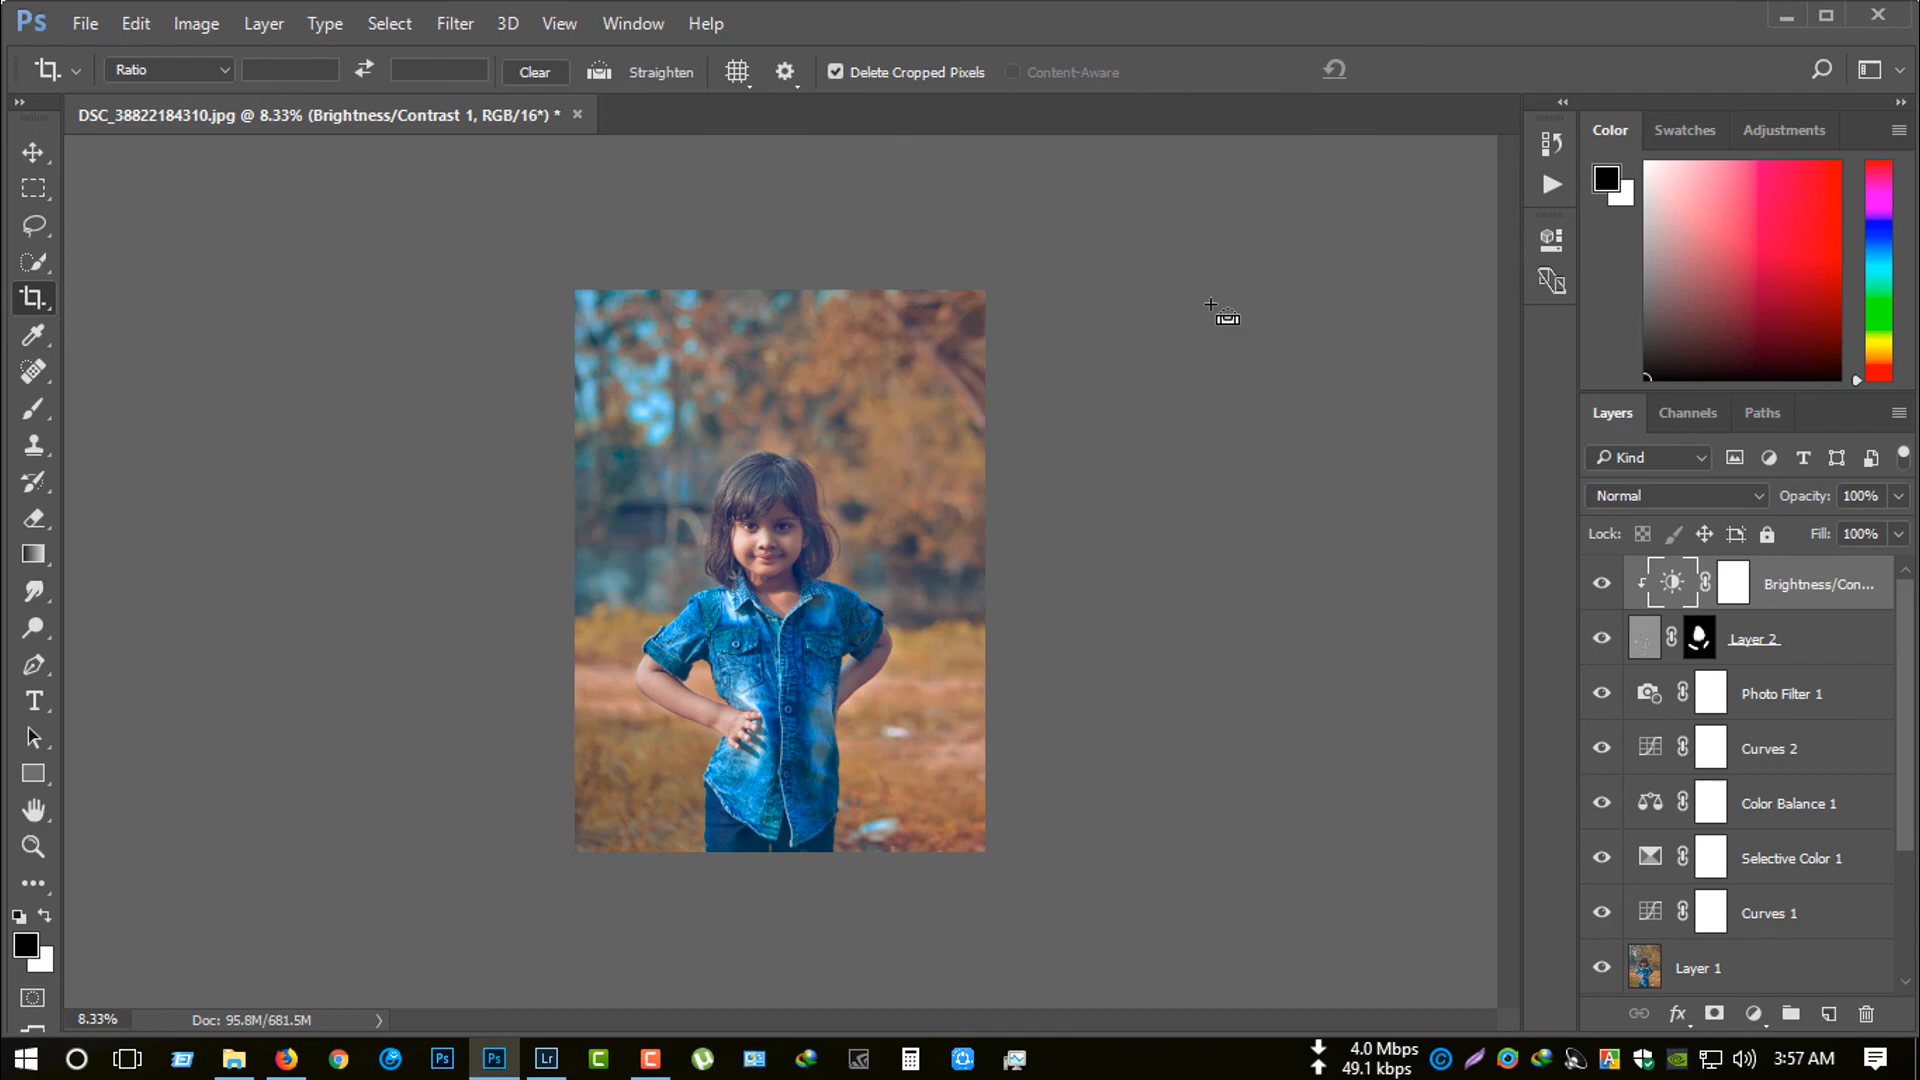 Ps File Edit Image Layer Type Select Filter 3D View Window Help
Ratio Clear Straighten Delete Cropped Pixels Content-Aware
DSC_38822184310.jpg @ 8.33% (Brightness/Contrast 1, RGB/16*) * ×
Color Swatches Adjustments
Layers Channels Paths
Kind
Normal Opacity: 100%
Lock: Fill: 100%
Brightness/Con...
Layer 2
Photo Filter 1
Curves 2
Color Balance 1
Selective Color 1
Curves 1
Layer 1
8.33% Doc: 95.8M/681.5M
Ps Ps Lr 4.0 Mbps
49.1 kbps
3:57 AM